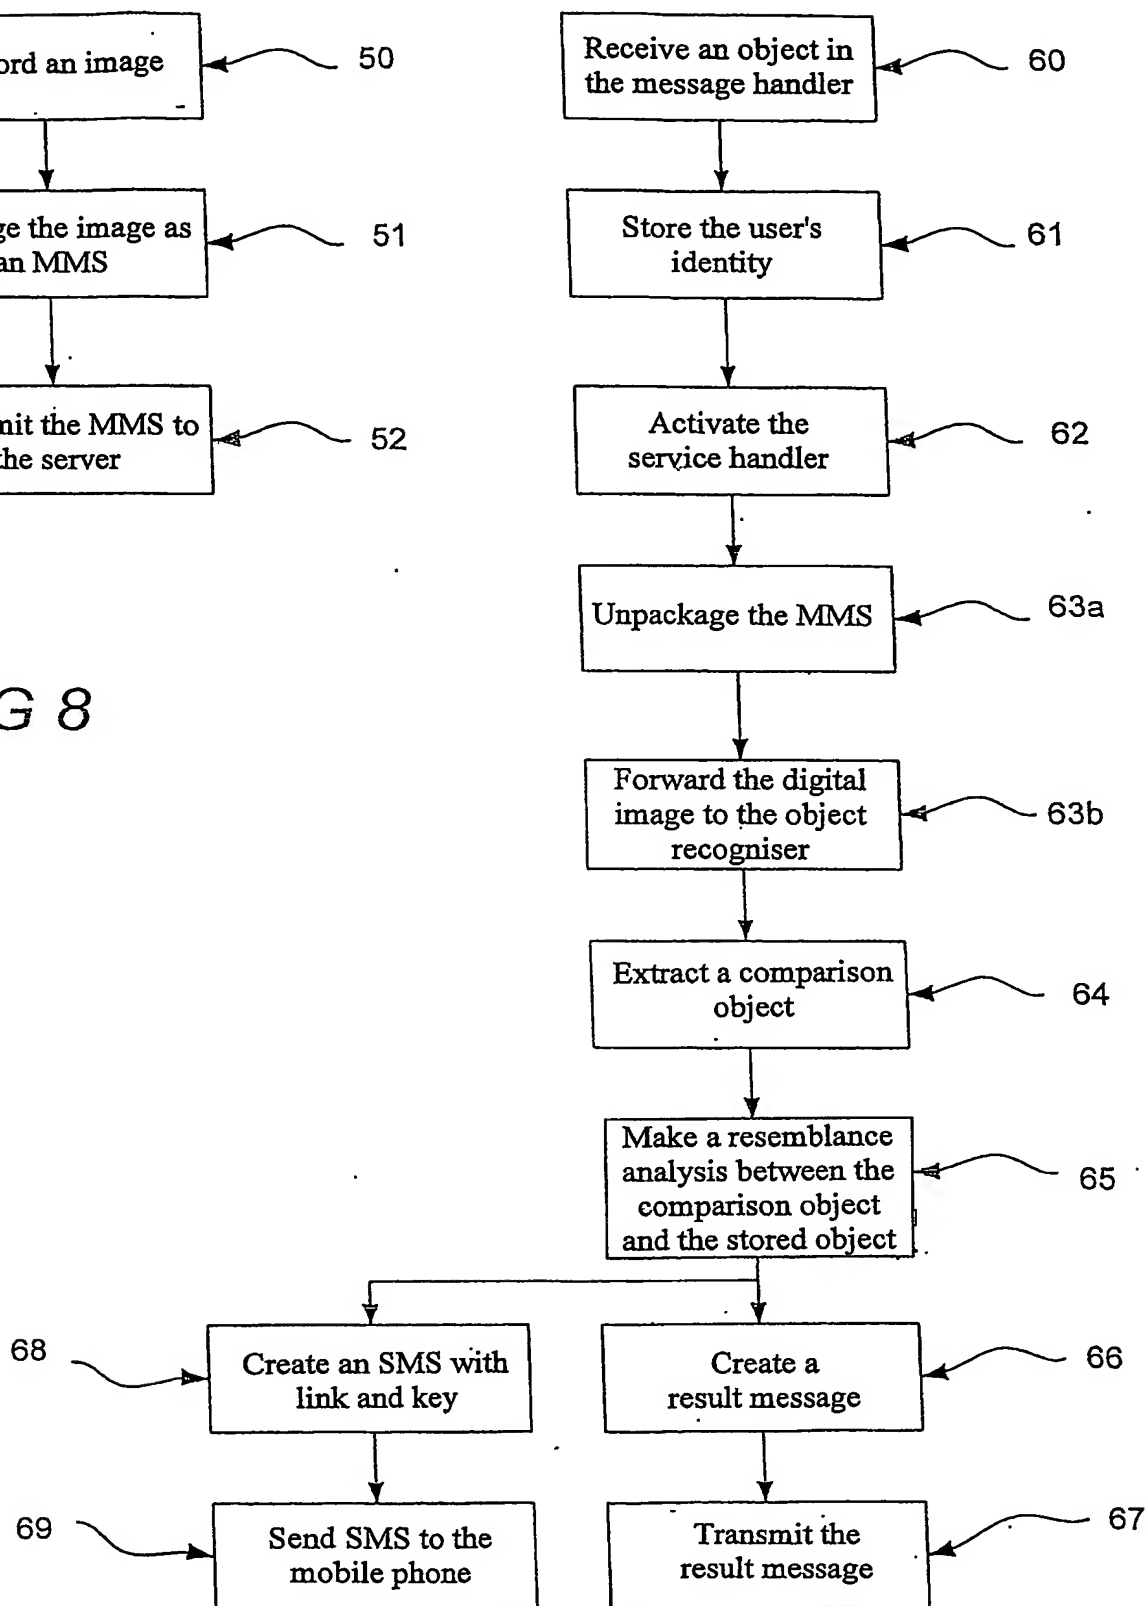 ord an image
50
ge the image as
an MMS
51
mit the MMS to
the server
52
G 8
Receive an object in
the message handler
60
Store the user's
identity
61
Activate the
service handler
62
Unpackage the MMS
63a
Forward the digital
image to the object
recogniser
63b
Extract a comparison
object
64
Make a resemblance
analysis between the
comparison object
and the stored object
65
68
Create an SMS with
link and key
Create a
result message
66
69
Send SMS to the
mobile phone
Transmit the
result message
67